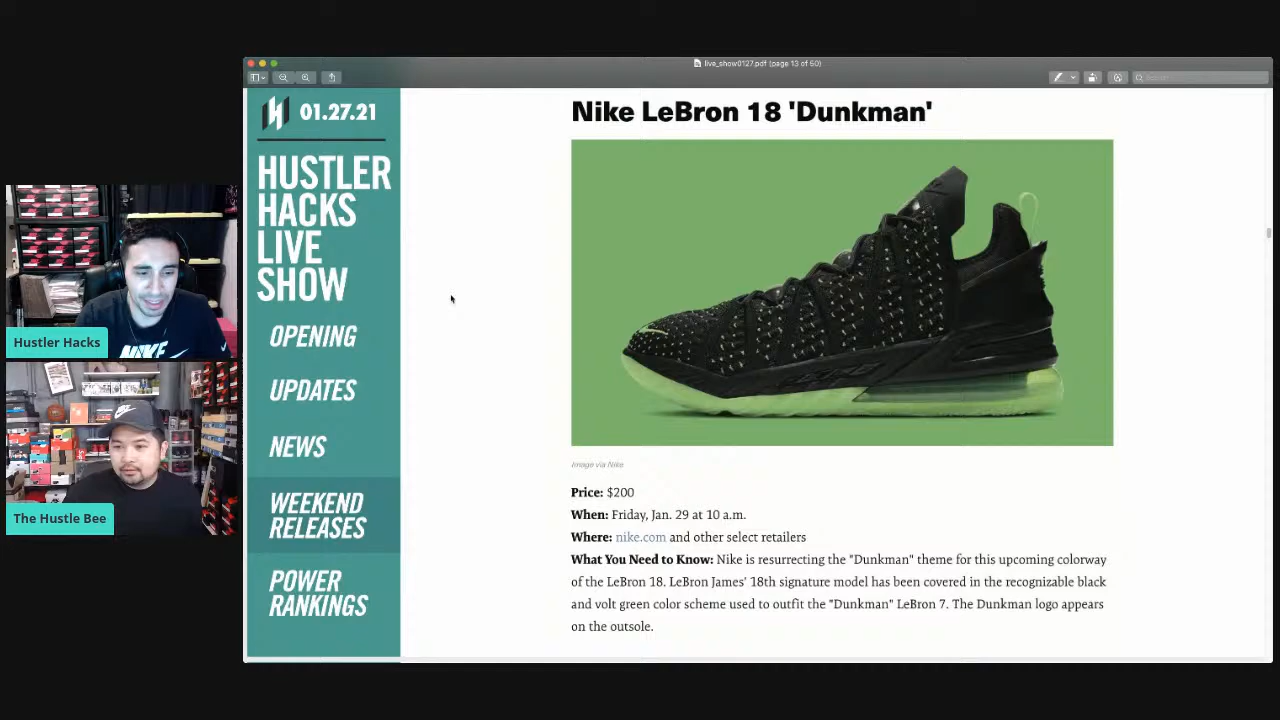 live_show0127.pdf (page 13 of 60)
Search
01.27.21
HUSTLER
HACKS
LIVE
SHOW
OPENING
UPDATES
NEWS
WEEKEND
RELEASES
POWER
RANKINGS
Nike LeBron 18 'Dunkman'
Image via Nike
Price: $200
When: Friday, Jan. 29 at 10 a.m.
Where: nike.com and other select retailers
What You Need to Know: Nike is resurrecting the "Dunkman" theme for this upcoming colorway
of the LeBron 18. LeBron James' 18th signature model has been covered in the recognizable black
and volt green color scheme used to outfit the "Dunkman" LeBron 7. The Dunkman logo appears
on the outsole.
NIKE
Hustler Hacks
The Hustle Bee